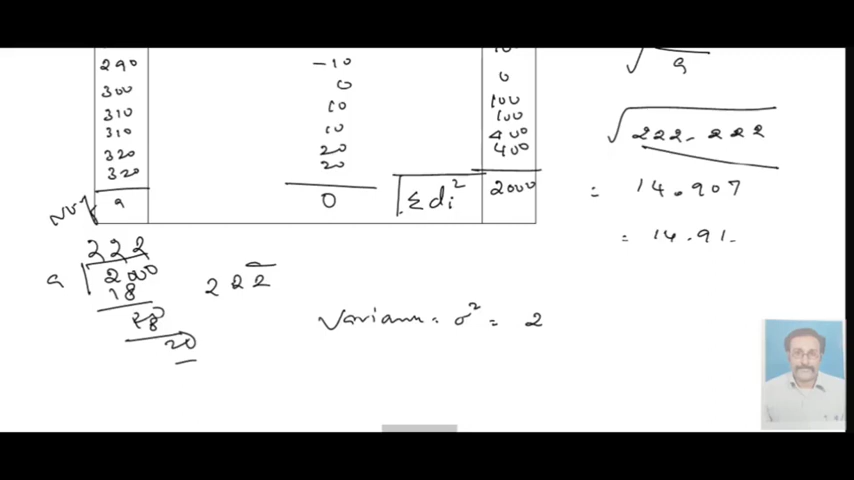 290 -10 0
300 0 100
310 10 100
310 10 400
320 20 400
320 20
9 0 Σdi² 2000
√ 9
√222.222
= 14.907
= 14.91.
222
9 2000 222
18
20
18
20
Variance = σ² = 2